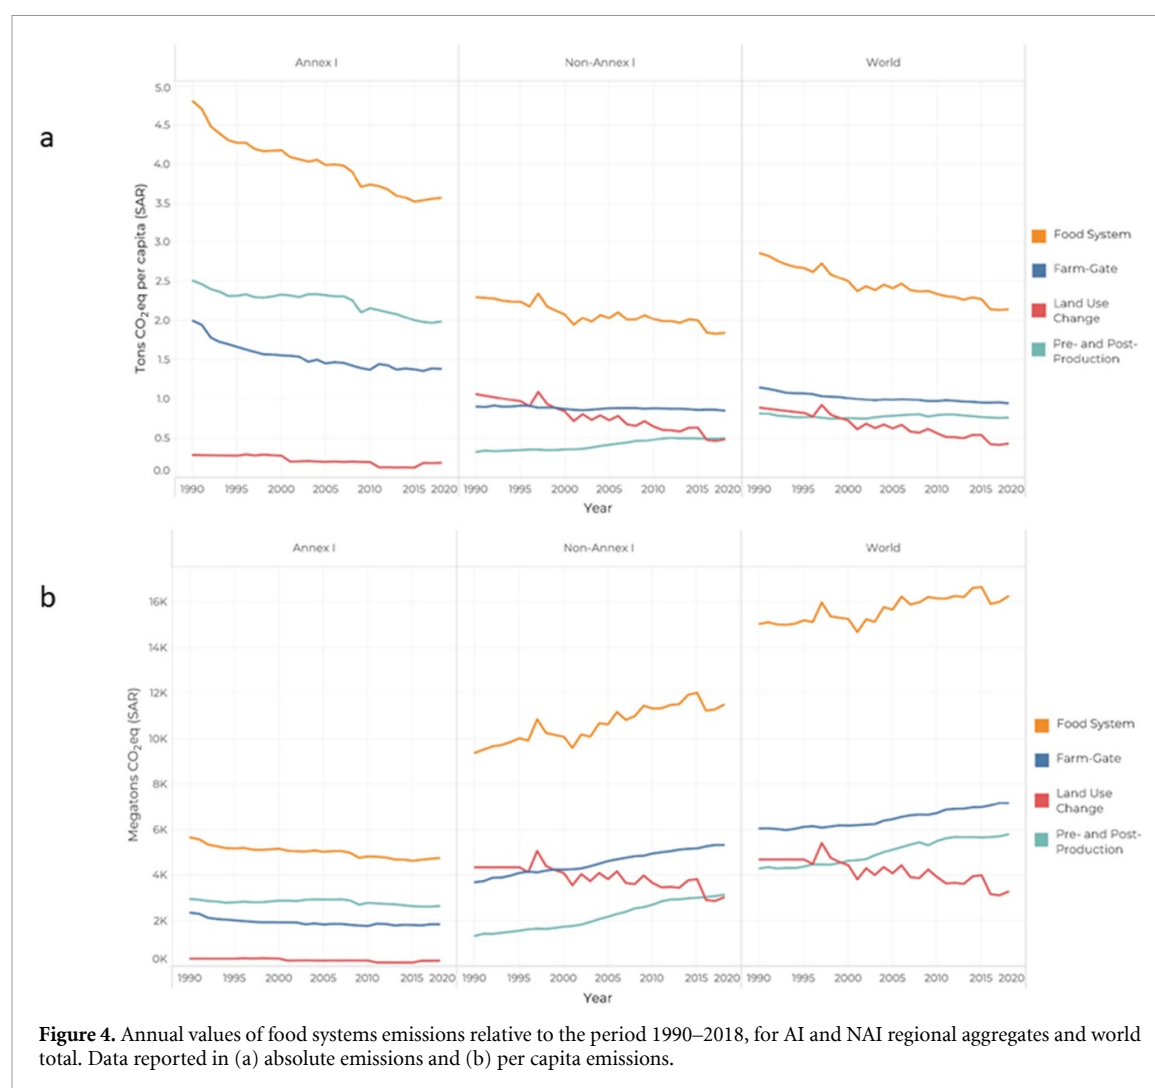 a
Annex I Non-Annex I World
Tons CO2eq per capita (SAR)
5.0
4.5
4.0
3.5
3.0
2.5
2.0
1.5
1.0
0.5
0.0
1990 1995 2000 2005 2010 2015 2020 1990 1995 2000 2005 2010 2015 2020 1990 1995 2000 2005 2010 2015 2020
Year
Food System
Farm-Gate
Land Use
Change
Pre- and Post-
Production
b
Annex I Non-Annex I World
Megatons CO2eq (SAR)
16K
14K
12K
10K
8K
6K
4K
2K
0K
1990 1995 2000 2005 2010 2015 2020 1990 1995 2000 2005 2010 2015 2020 1990 1995 2000 2005 2010 2015 2020
Year
Food System
Farm-Gate
Land Use
Change
Pre- and Post-
Production
Figure 4. Annual values of food systems emissions relative to the period 1990–2018, for AI and NAI regional aggregates and world
total. Data reported in (a) absolute emissions and (b) per capita emissions.